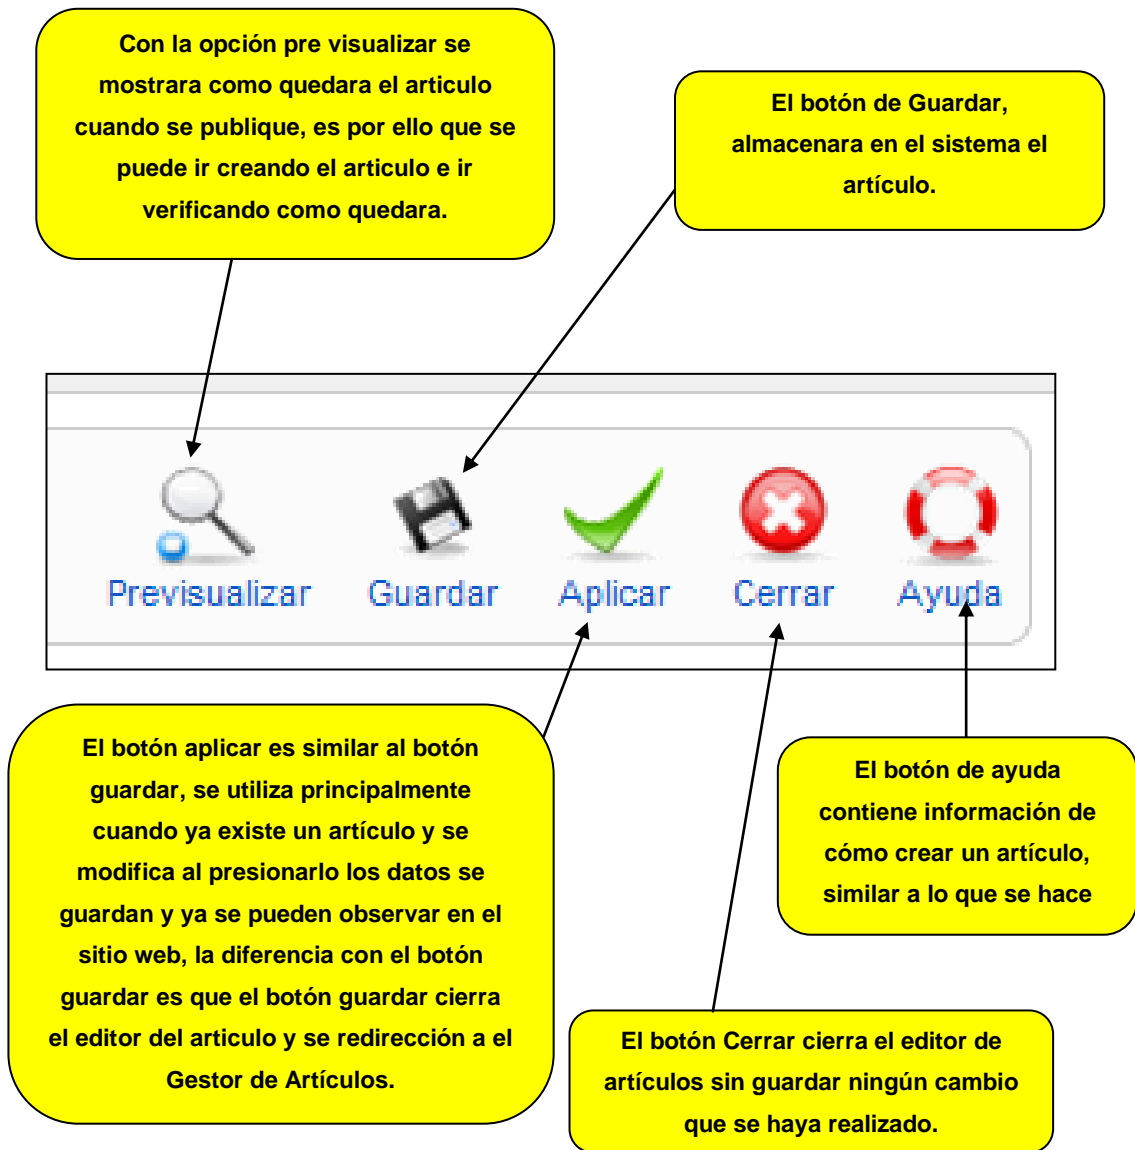 Con la opción pre visualizar se
mostrara como quedara el articulo
cuando se publique, es por ello que se
puede ir creando el articulo e ir
verificando como quedara.
El botón de Guardar,
almacenara en el sistema el
artículo.
Previsualizar Guardar Aplicar Cerrar Ayuda
El botón aplicar es similar al botón
guardar, se utiliza principalmente
cuando ya existe un artículo y se
modifica al presionarlo los datos se
guardan y ya se pueden observar en el
sitio web, la diferencia con el botón
guardar es que el botón guardar cierra
el editor del articulo y se redirección a el
Gestor de Artículos.
El botón de ayuda
contiene información de
cómo crear un artículo,
similar a lo que se hace
El botón Cerrar cierra el editor de
artículos sin guardar ningún cambio
que se haya realizado.